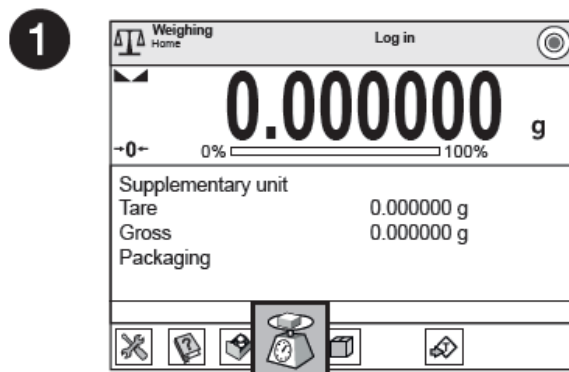 1
Weighing
Home
Log in
0.000000 g
→0←
0% 100%
Supplementary unit
Tare 0.000000 g
Gross 0.000000 g
Packaging